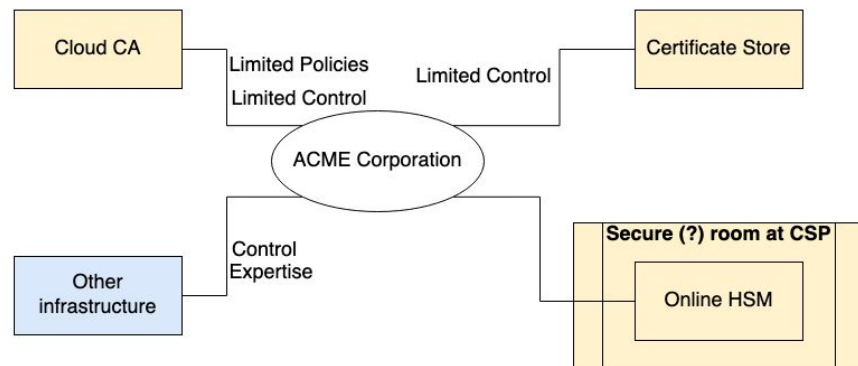 Cloud CA
Certificate Store
Limited Policies
Limited Control
Limited Control
ACME Corporation
Control
Expertise
Other
infrastructure
Secure (?) room at CSP
Online HSM